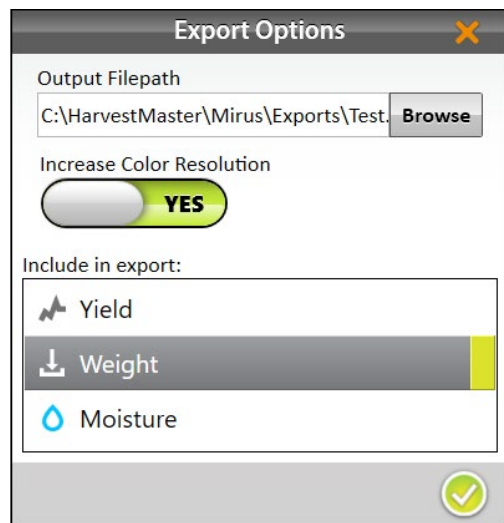 Export Options
Output Filepath
C:\HarvestMaster\Mirus\Exports\Test. Browse
Increase Color Resolution
YES
Include in export:
Yield
Weight
Moisture